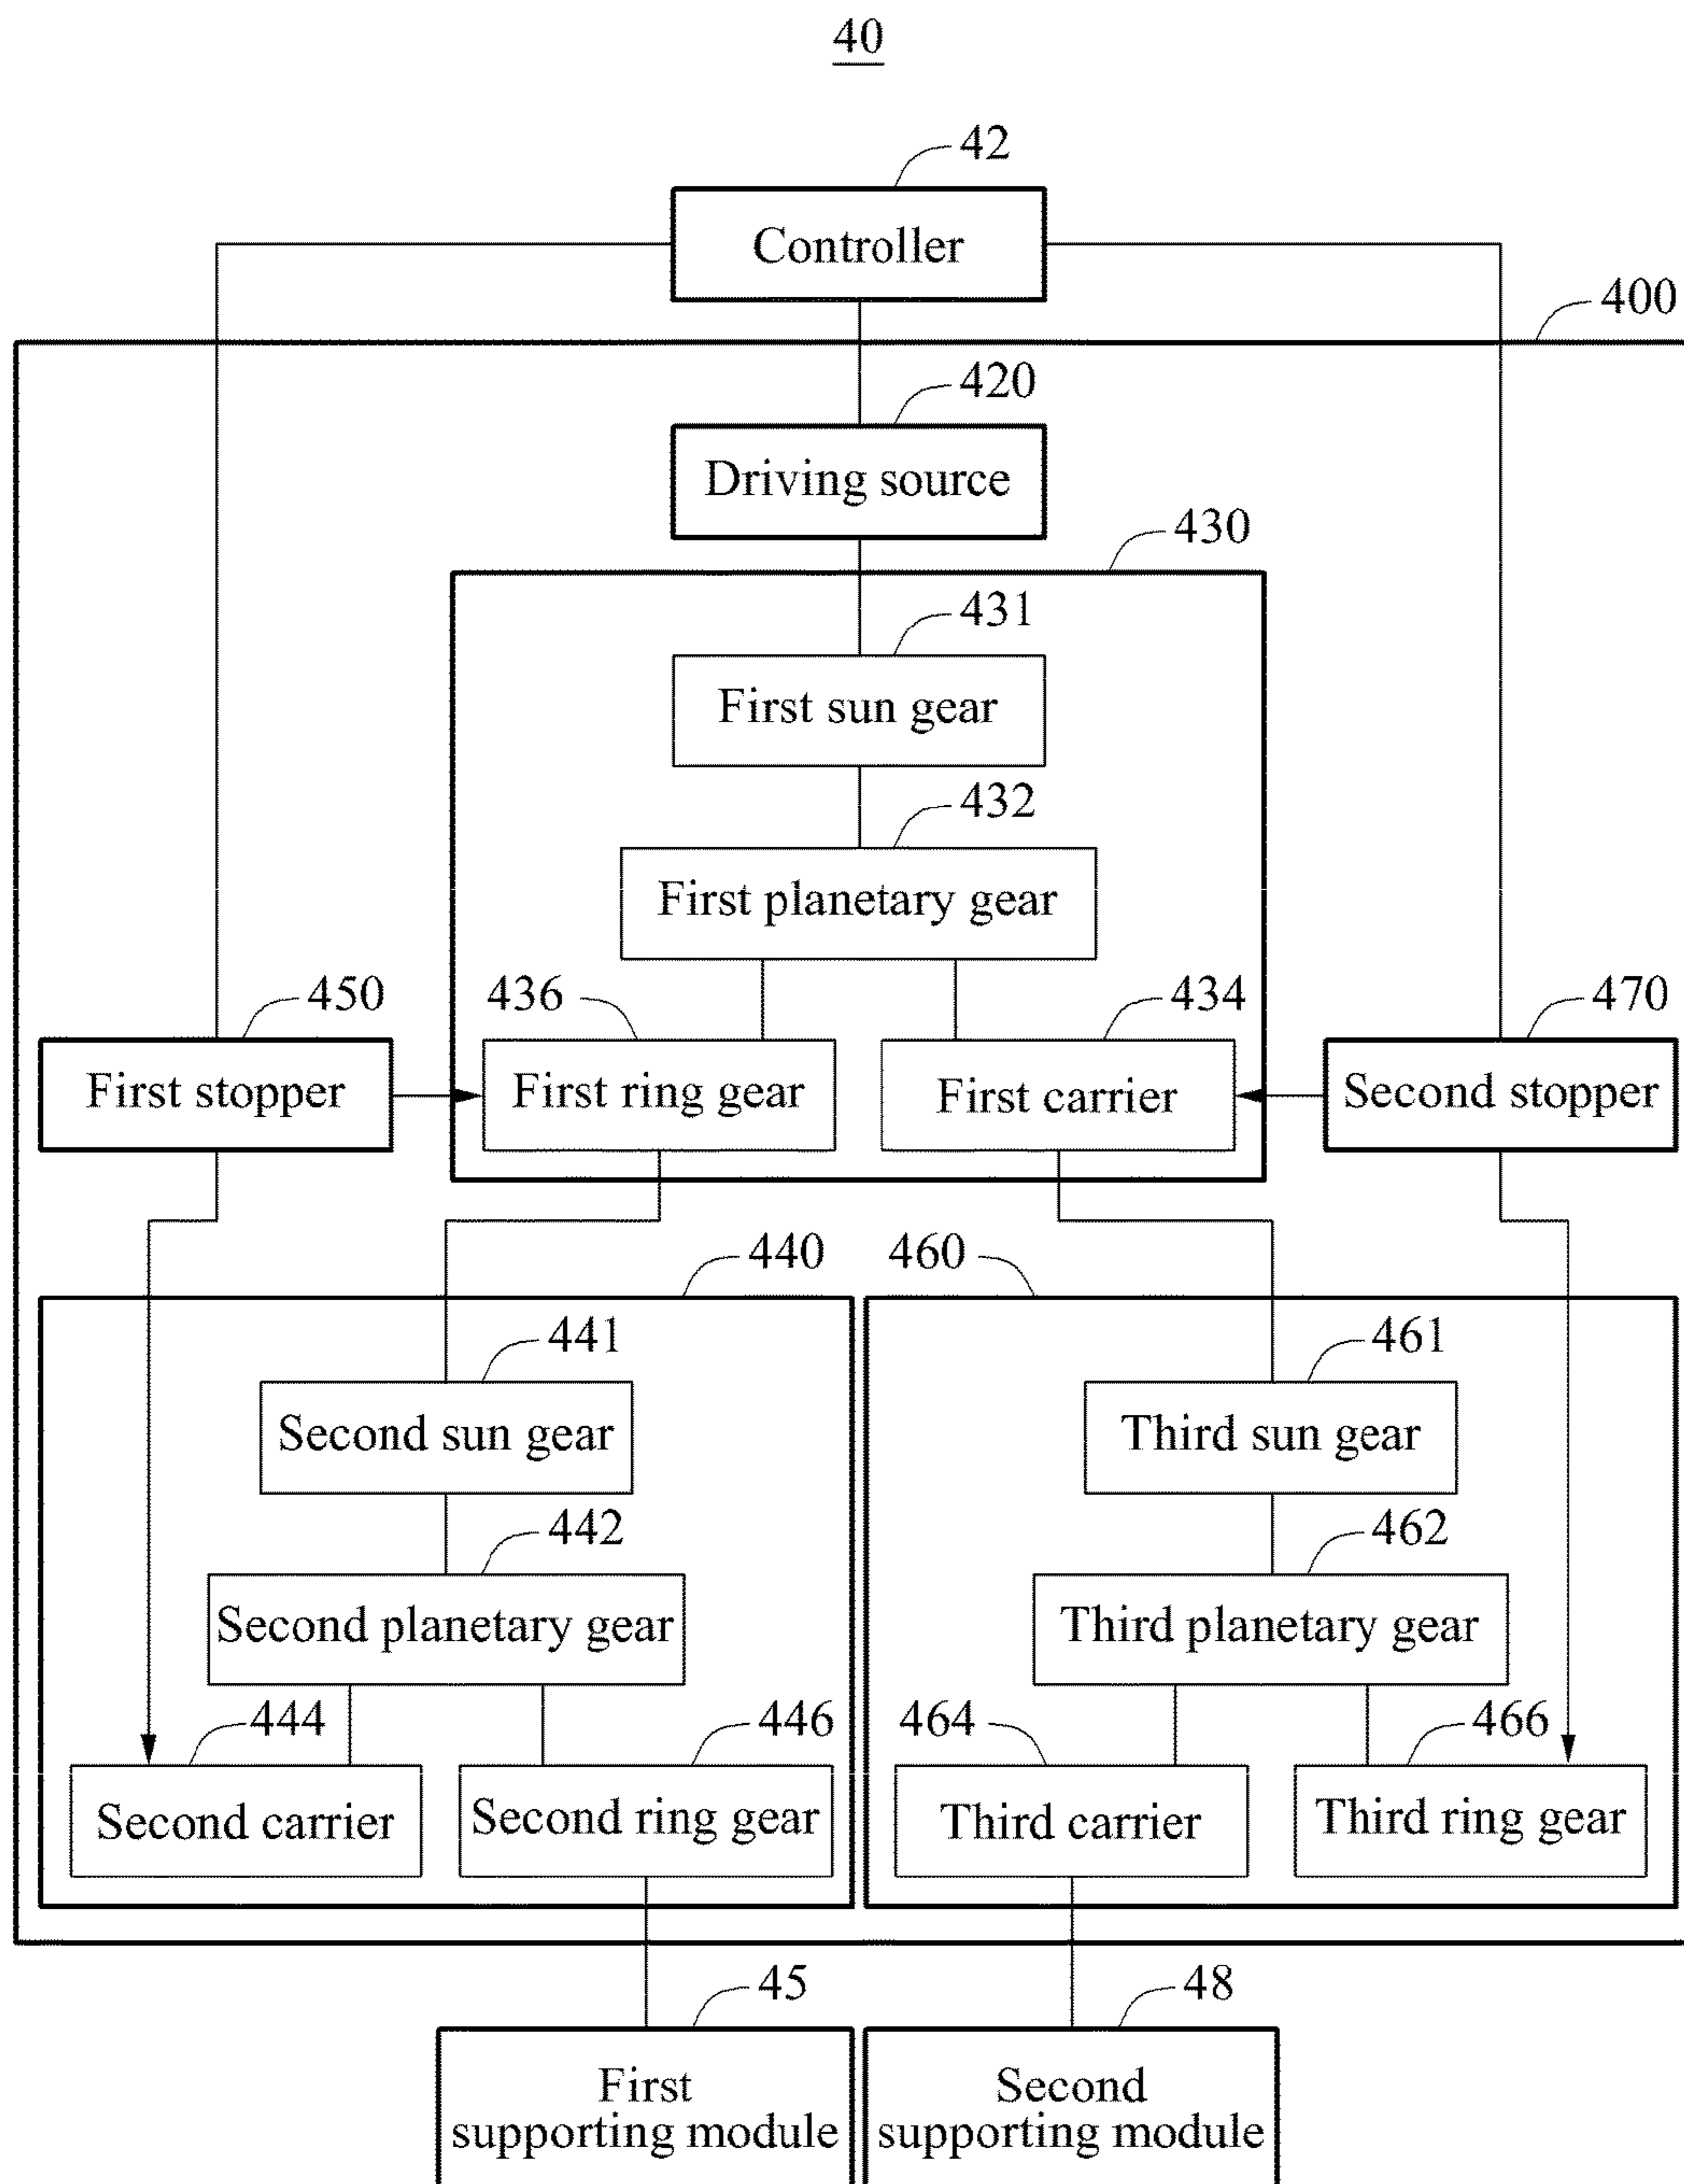 40
42
Controller
400
420
Driving source
430
431
First sun gear
432
First planetary gear
450
436
434
470
First stopper
First ring gear
First carrier
Second stopper
440
460
441
461
Second sun gear
Third sun gear
442
462
Second planetary gear
Third planetary gear
444
446
464
466
Second carrier
Second ring gear
Third carrier
Third ring gear
45
48
First
supporting module
Second
supporting module